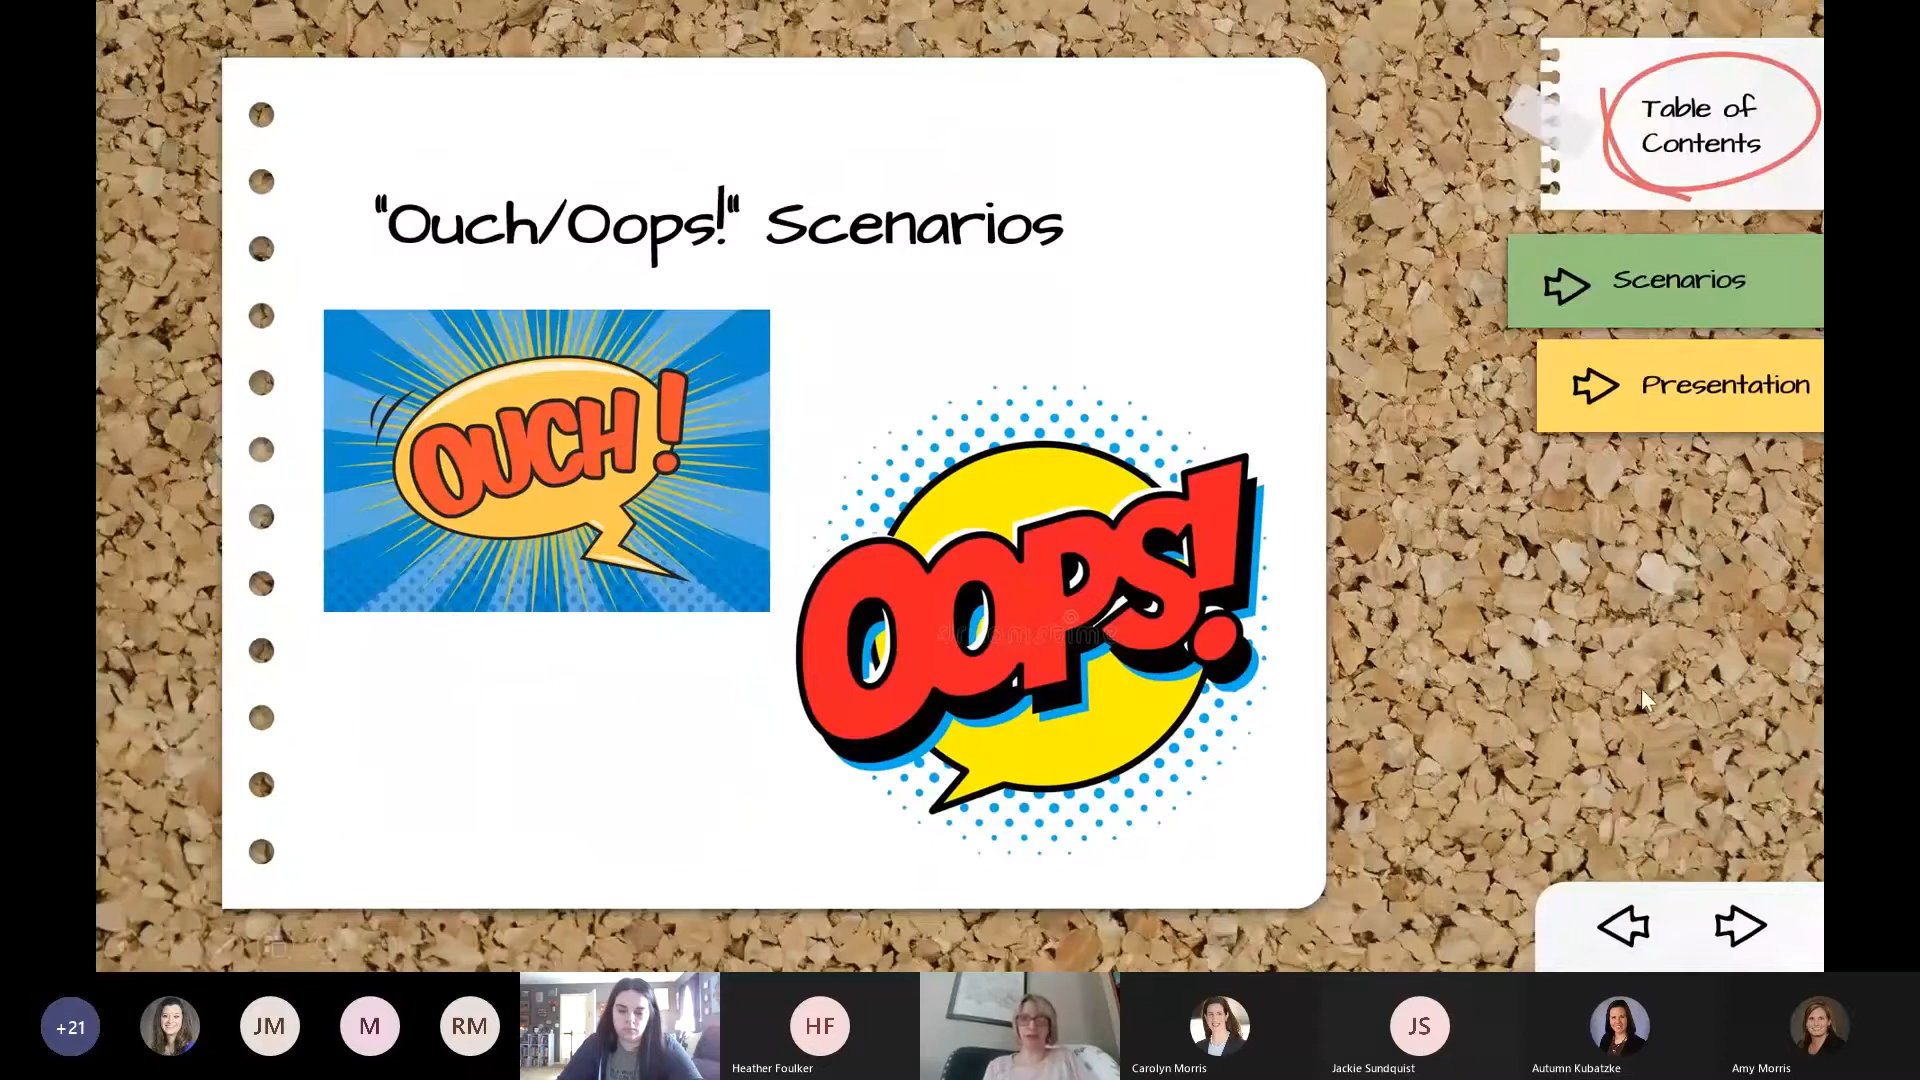 "Ouch/Oops!" Scenarios
OUCH!
OOPS!
dreamstime
Table of
Contents
Scenarios
Presentation
+21
JM
M
RM
HF
Heather Foulker
Carolyn Morris
JS
Jackie Sundquist
Autumn Kubatzke
Amy Morris